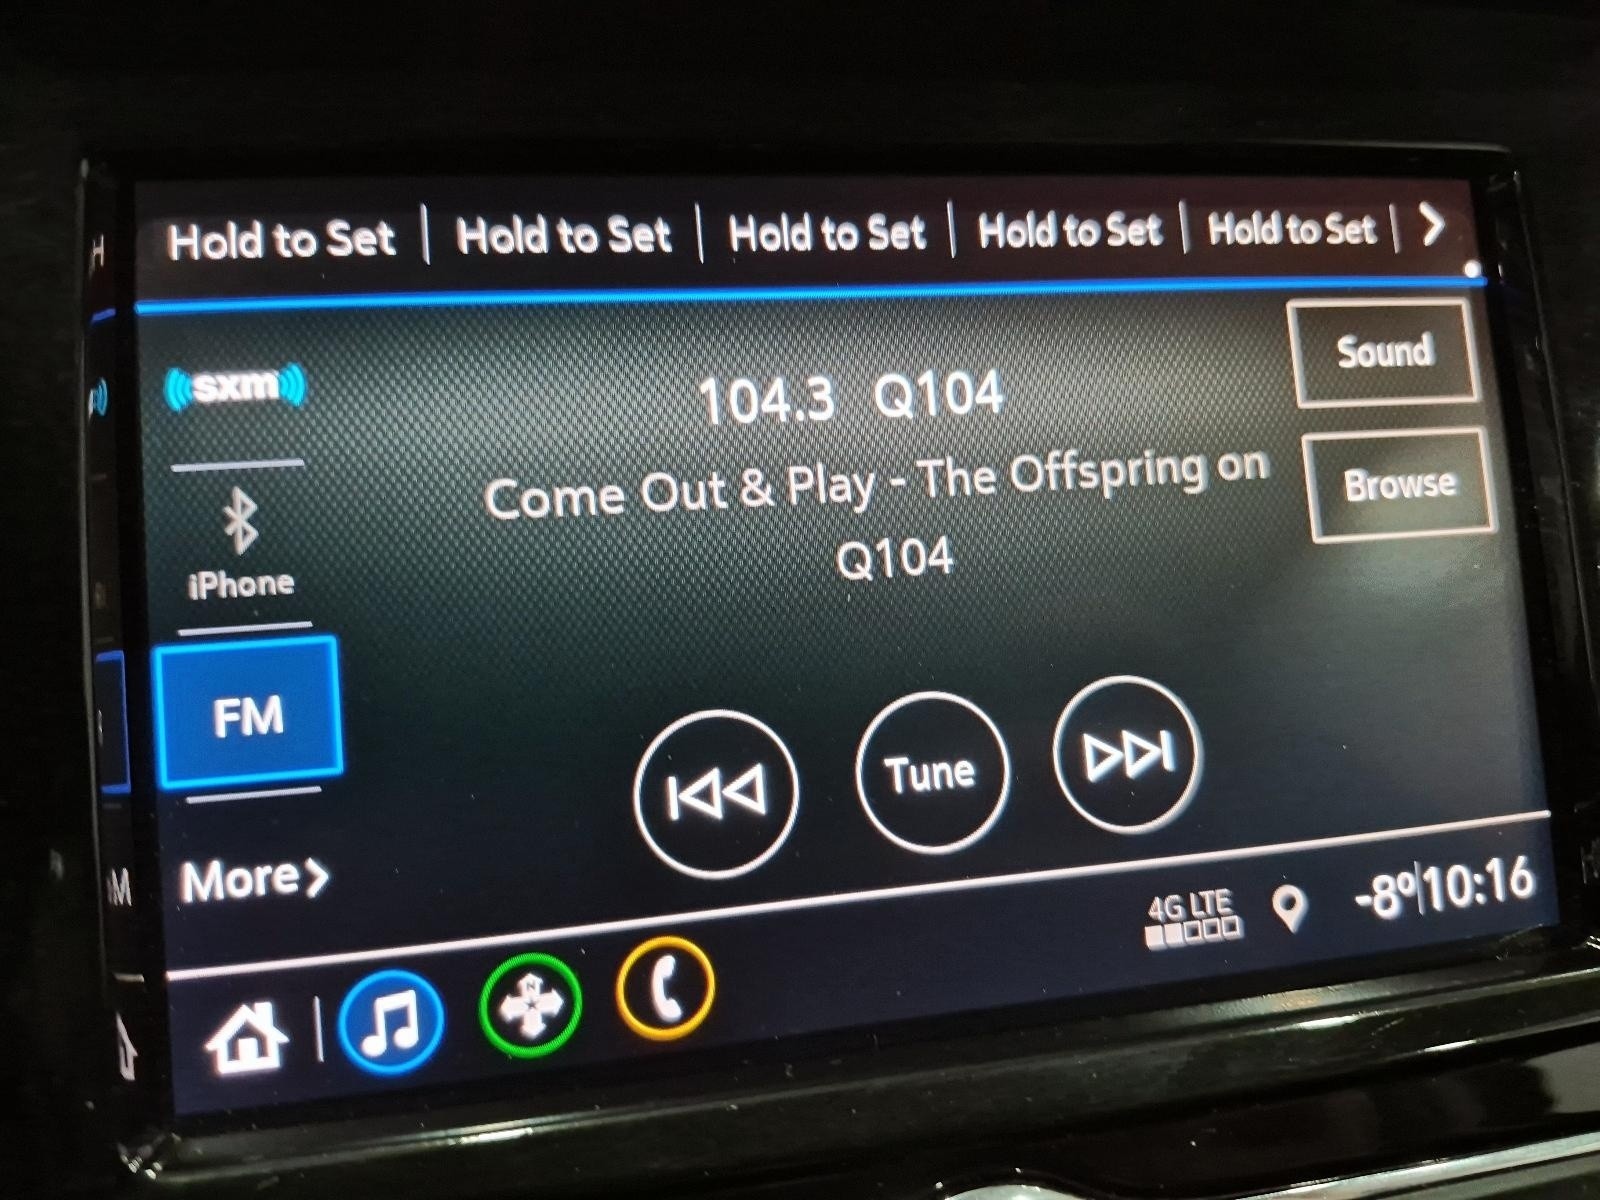 Hold to Set | Hold to Set | Hold to Set | Hold to Set | Hold to Set |
Sound
sxm
104.3 Q104
Browse
Come Out & Play - The Offspring on
Q104
iPhone
FM
Tune
More
4G LTE
-8°|10:16
N